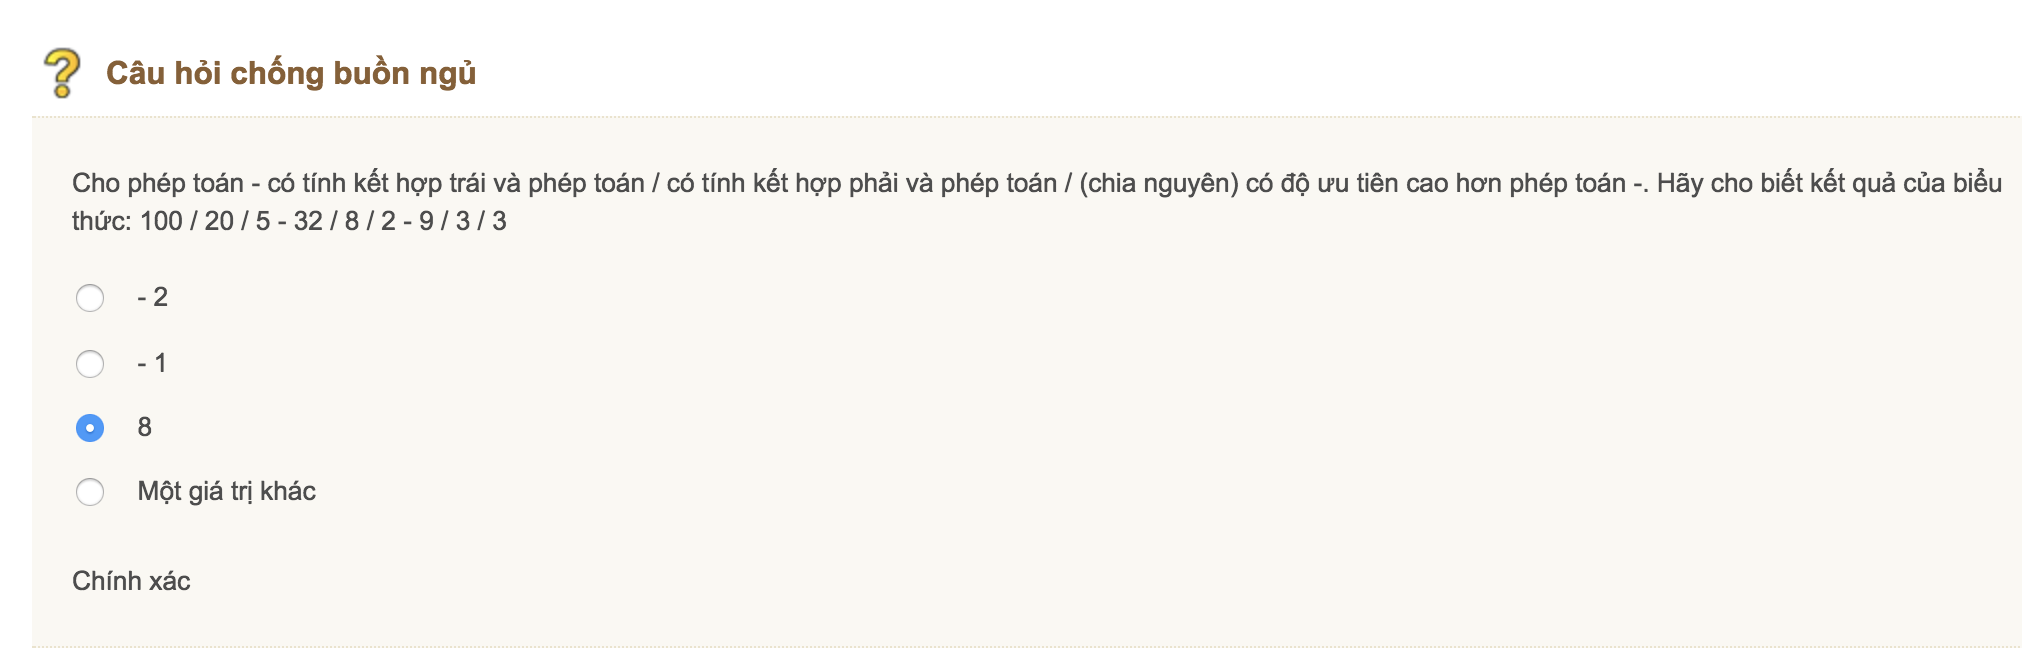 Câu hỏi chống buồn ngủ
Cho phép toán - có tính kết hợp trái và phép toán / có tính kết hợp phải và phép toán / (chia nguyên) có độ ưu tiên cao hơn phép toán -. Hãy cho biết kết quả của biểu
thức: 100 / 20 / 5 - 32 / 8 / 2 - 9 / 3 / 3
- 2
- 1
8
Một giá trị khác
Chính xác